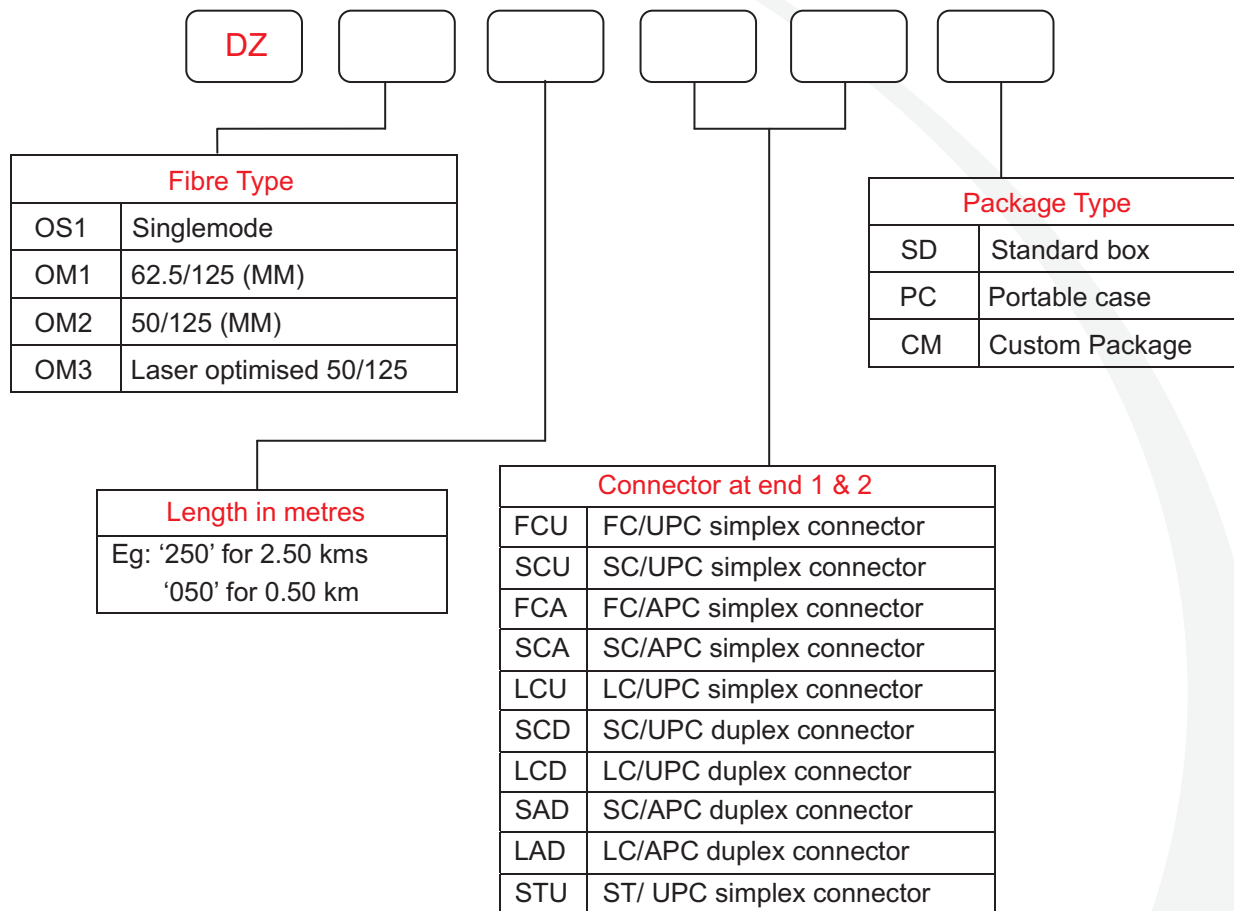 DZ
Fibre Type
OS1 Singlemode
OM1 62.5/125 (MM)
OM2 50/125 (MM)
OM3 Laser optimised 50/125
Package Type
SD Standard box
PC Portable case
CM Custom Package
Length in metres
Eg: ‘250’ for 2.50 kms
‘050’ for 0.50 km
Connector at end 1 & 2
FCU FC/UPC simplex connector
SCU SC/UPC simplex connector
FCA FC/APC simplex connector
SCA SC/APC simplex connector
LCU LC/UPC simplex connector
SCD SC/UPC duplex connector
LCD LC/UPC duplex connector
SAD SC/APC duplex connector
LAD LC/APC duplex connector
STU ST/ UPC simplex connector